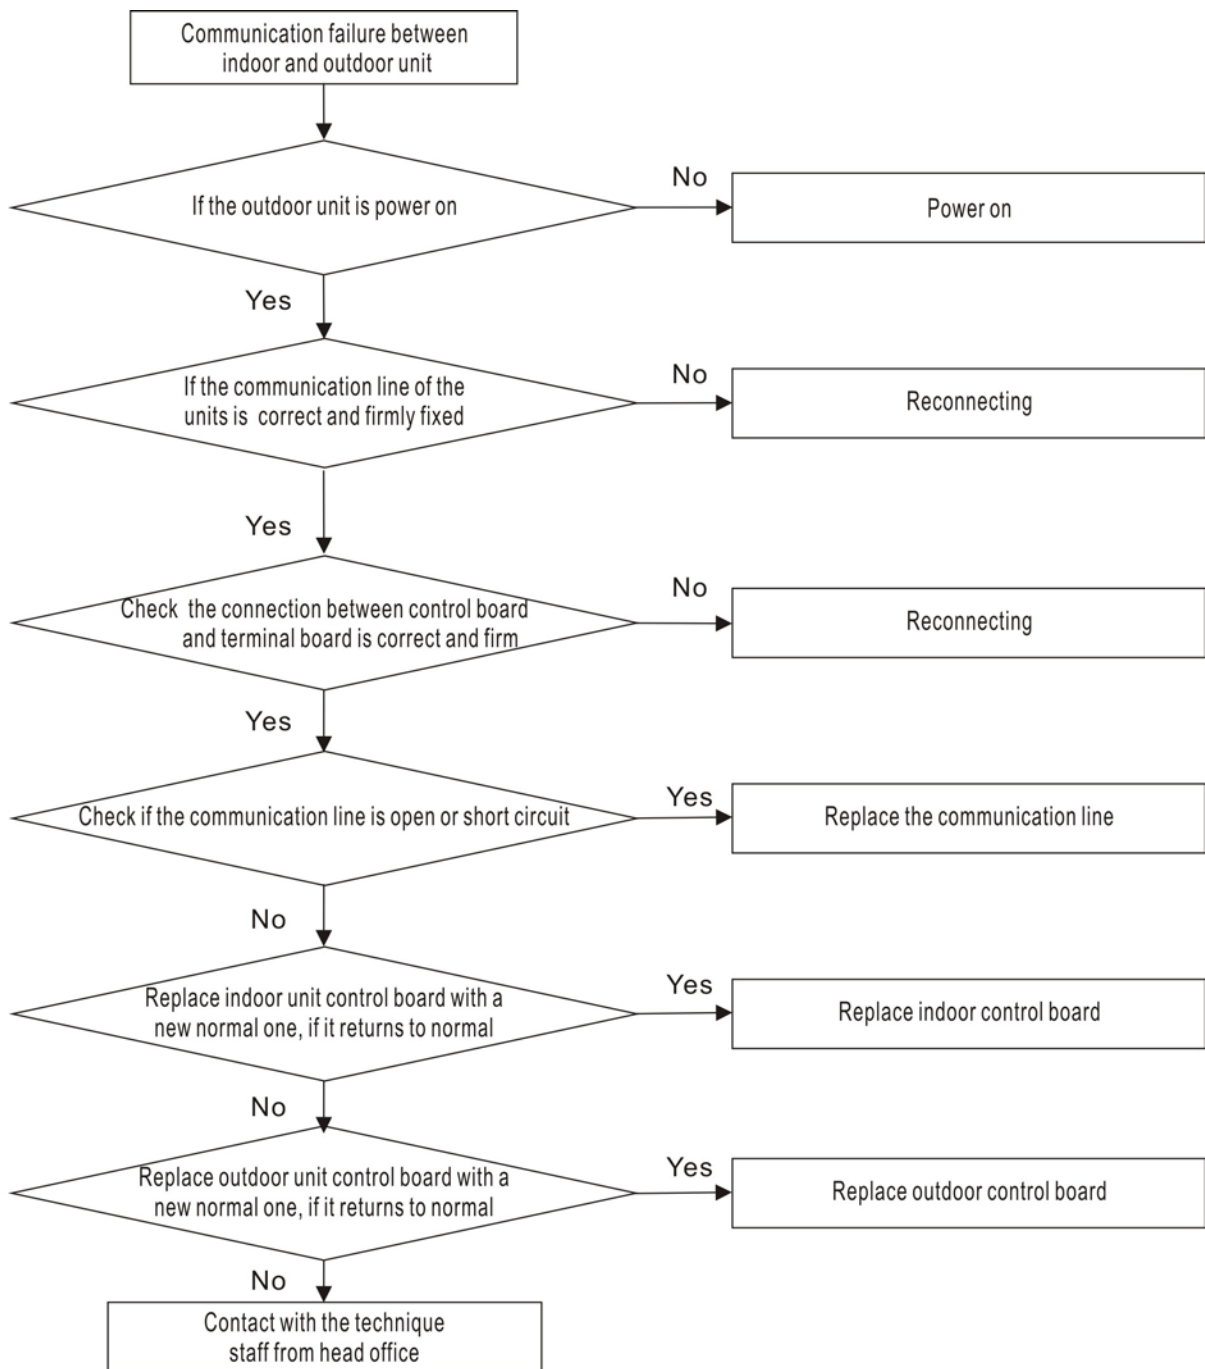 Communication failure between
indoor and outdoor unit
If the outdoor unit is power on
No
Power on
Yes
If the communication line of the
units is correct and firmly fixed
No
Reconnecting
Yes
Check the connection between control board
and terminal board is correct and firm
No
Reconnecting
Yes
Check if the communication line is open or short circuit
Yes
Replace the communication line
No
Replace indoor unit control board with a
new normal one, if it returns to normal
Yes
Replace indoor control board
No
Replace outdoor unit control board with a
new normal one, if it returns to normal
Yes
Replace outdoor control board
No
Contact with the technique
staff from head office